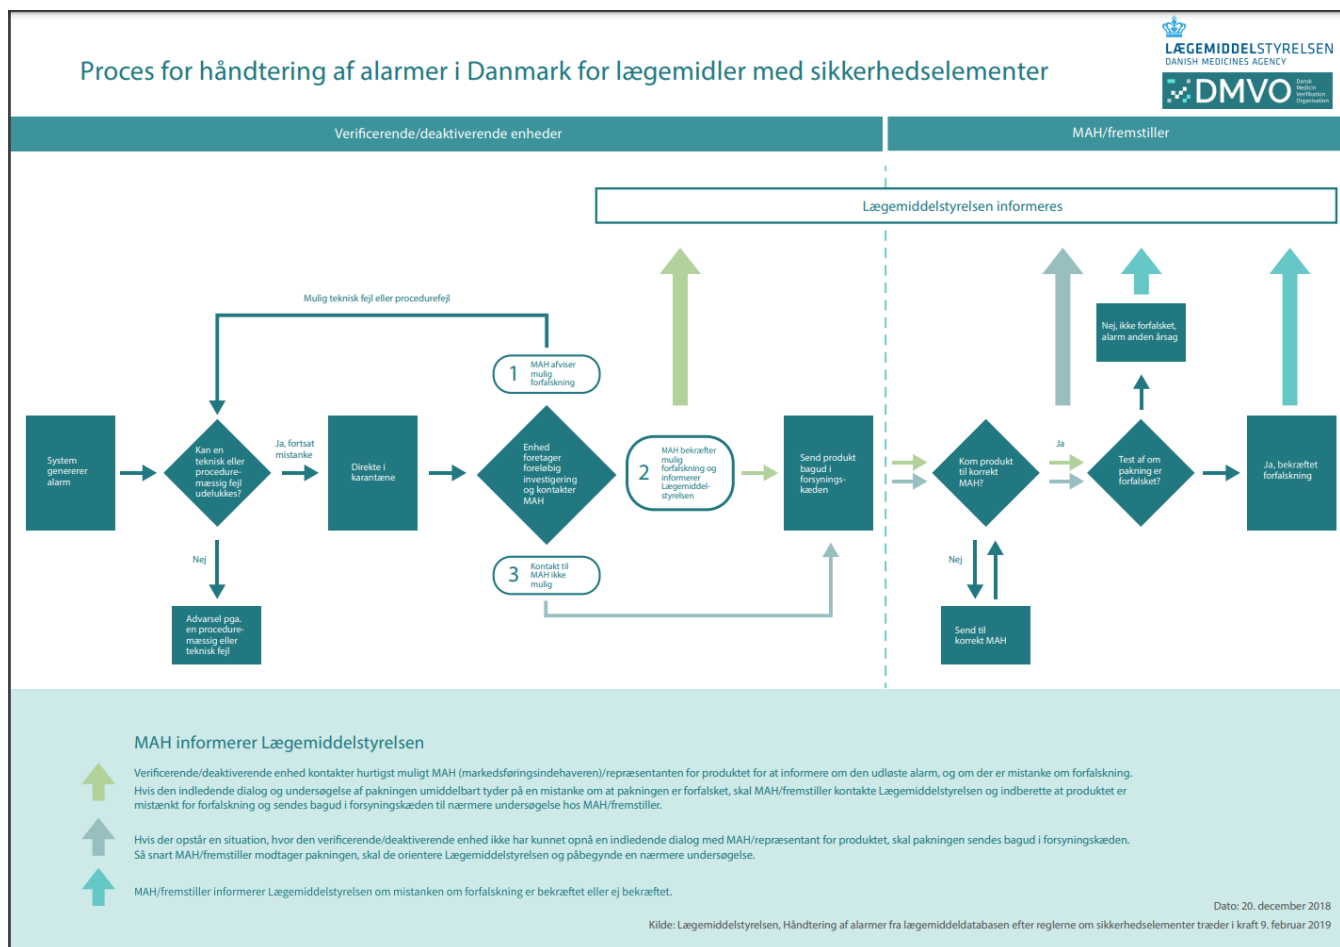 Proces for håndtering af alarmer i Danmark for lægemidler med sikkerhedselementer
LÆGEMIDDELSTYRELSEN
DANISH MEDICINES AGENCY
DMVO
Dansk
Medicin
Verifikation
Organisation
Verificerende/deaktiverende enheder
MAH/fremstiller
Lægemiddelstyrelsen informeres
Mulig teknisk fejl eller procedurefejl
Nej, ikke forfalsket,
alarm anden årsag
1
MAH afviser
mulig
forfalskning
System
genererer
alarm
Kan en
teknisk eller
procedure-
mæssig fejl
udelukkes?
Ja, fortsat
mistanke
Direkte i
karantæne
Enhed
foretager
foreløbig
investigering
og kontakter
MAH
2
MAH bekræfter
mulig
forfalskning og
informerer
Lægemiddel-
styrelsen
Send produkt
bagud i
forsynings-
kæden
Kom produkt
til korrekt
MAH?
Ja
Test af om
pakning er
forfalsket?
Ja, bekræftet
forfalskning
Nej
3
Kontakt til
MAH ikke
mulig
Nej
Advarsel pga.
en procedure-
mæssig eller
teknisk fejl
Send til
korrekt MAH
MAH informerer Lægemiddelstyrelsen
Verificerende/deaktiverende enhed kontakter hurtigst muligt MAH (markedsføringsindehaveren)/repræsentanten for produktet for at informere om den udløste alarm, og om der er mistanke om forfalskning.
Hvis den indledende dialog og undersøgelse af pakningen umiddelbart tyder på en mistanke om at pakningen er forfalsket, skal MAH/fremstiller kontakte Lægemiddelstyrelsen og indberette at produktet er
mistænkt for forfalskning og sendes bagud i forsyningskæden til nærmere undersøgelse hos MAH/fremstiller.
Hvis der opstår en situation, hvor den verificerende/deaktiverende enhed ikke har kunnet opnå en indledende dialog med MAH/repræsentant for produktet, skal pakningen sendes bagud i forsyningskæden.
Så snart MAH/fremstiller modtager pakningen, skal de orientere Lægemiddelstyrelsen og påbegynde en nærmere undersøgelse.
MAH/fremstiller informerer Lægemiddelstyrelsen om mistanken om forfalskning er bekræftet eller ej bekræftet.
Dato: 20. december 2018
Kilde: Lægemiddelstyrelsen, Håndtering af alarmer fra lægemiddeldatabasen efter reglerne om sikkerhedselementer træder i kraft 9. februar 2019